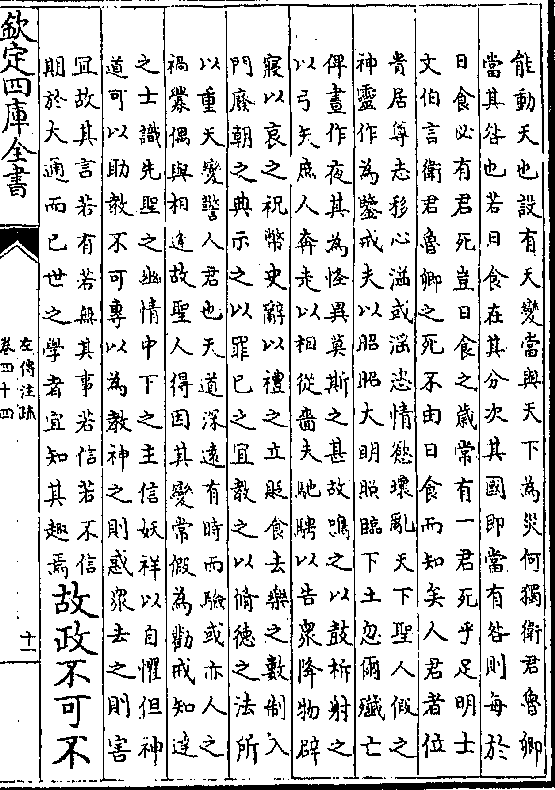 能動天也設有天變當與天下為災何獨衛君魯卿
當其咎也若日食在其分次其國即當有咎則每於
日食必有君死豈日食之歳常有一君死乎足明士
文伯言衛君魯卿之死不由日食而知矣人君者位
貴居尊志移心溢或淫恣情慾壊亂天下聖人假之
神靈作為鑒戒夫以昭昭大明照臨下土忽爾殱亡
俾晝作夜其為怪異莫斯之甚故鳴之以鼓柝射之
以弓矢庶人奔走以相從嗇夫馳騁以告衆降物辟
寢以哀之祝幣史辭以禮之立貶食去樂之數制入
門廢朝之典示之以罪已之宜教之以脩徳之法所
以重天變警人君也天道深遠有時而驗或亦人之
禍釁偶與相逢故聖人得因其變常假為勸戒知達
之士識先聖之幽情中下之主信妖祥以自懼但神
道可以助教不可專以為教神之則惑衆去之則害
宜故其言若有若無其事若信若不信
期於大通而已世之學者宜知其趣焉
故政不可不
欽定四庫全書
左傳注疏
卷四十四
十一